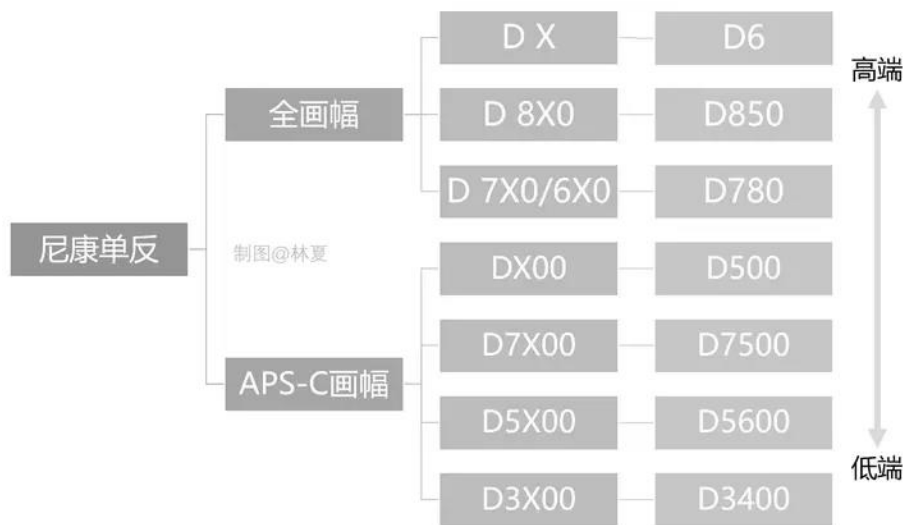 D X
D6
高端
全画幅
D 8X0
D850
D 7X0/6X0
D780
尼康单反
制图@林夏
DX00
D500
D7X00
D7500
APS-C画幅
D5X00
D5600
低端
D3X00
D3400